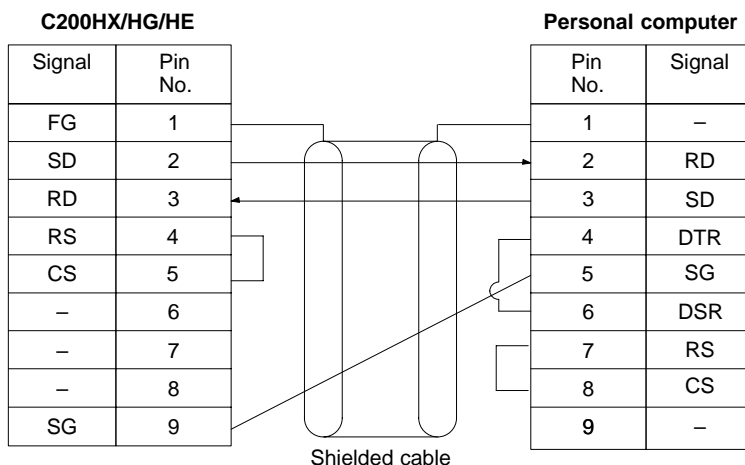 C200HX/HG/HE Personal computer
Signal Pin No. Pin No. Signal
FG 1 1 –
SD 2 2 RD
RD 3 3 SD
RS 4 4 DTR
CS 5 5 SG
– 6 6 DSR
– 7 7 RS
– 8 8 CS
SG 9 9 –
Shielded cable